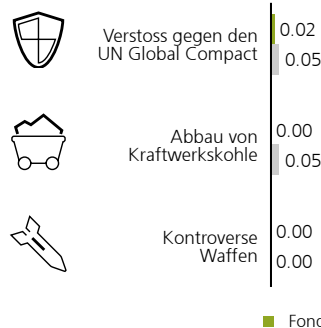 Verstoss gegen den
UN Global Compact
0.02
0.05
Abbau von
Kraftwerkskohle
0.00
0.05
Kontroverse
Waffen
0.00
0.00